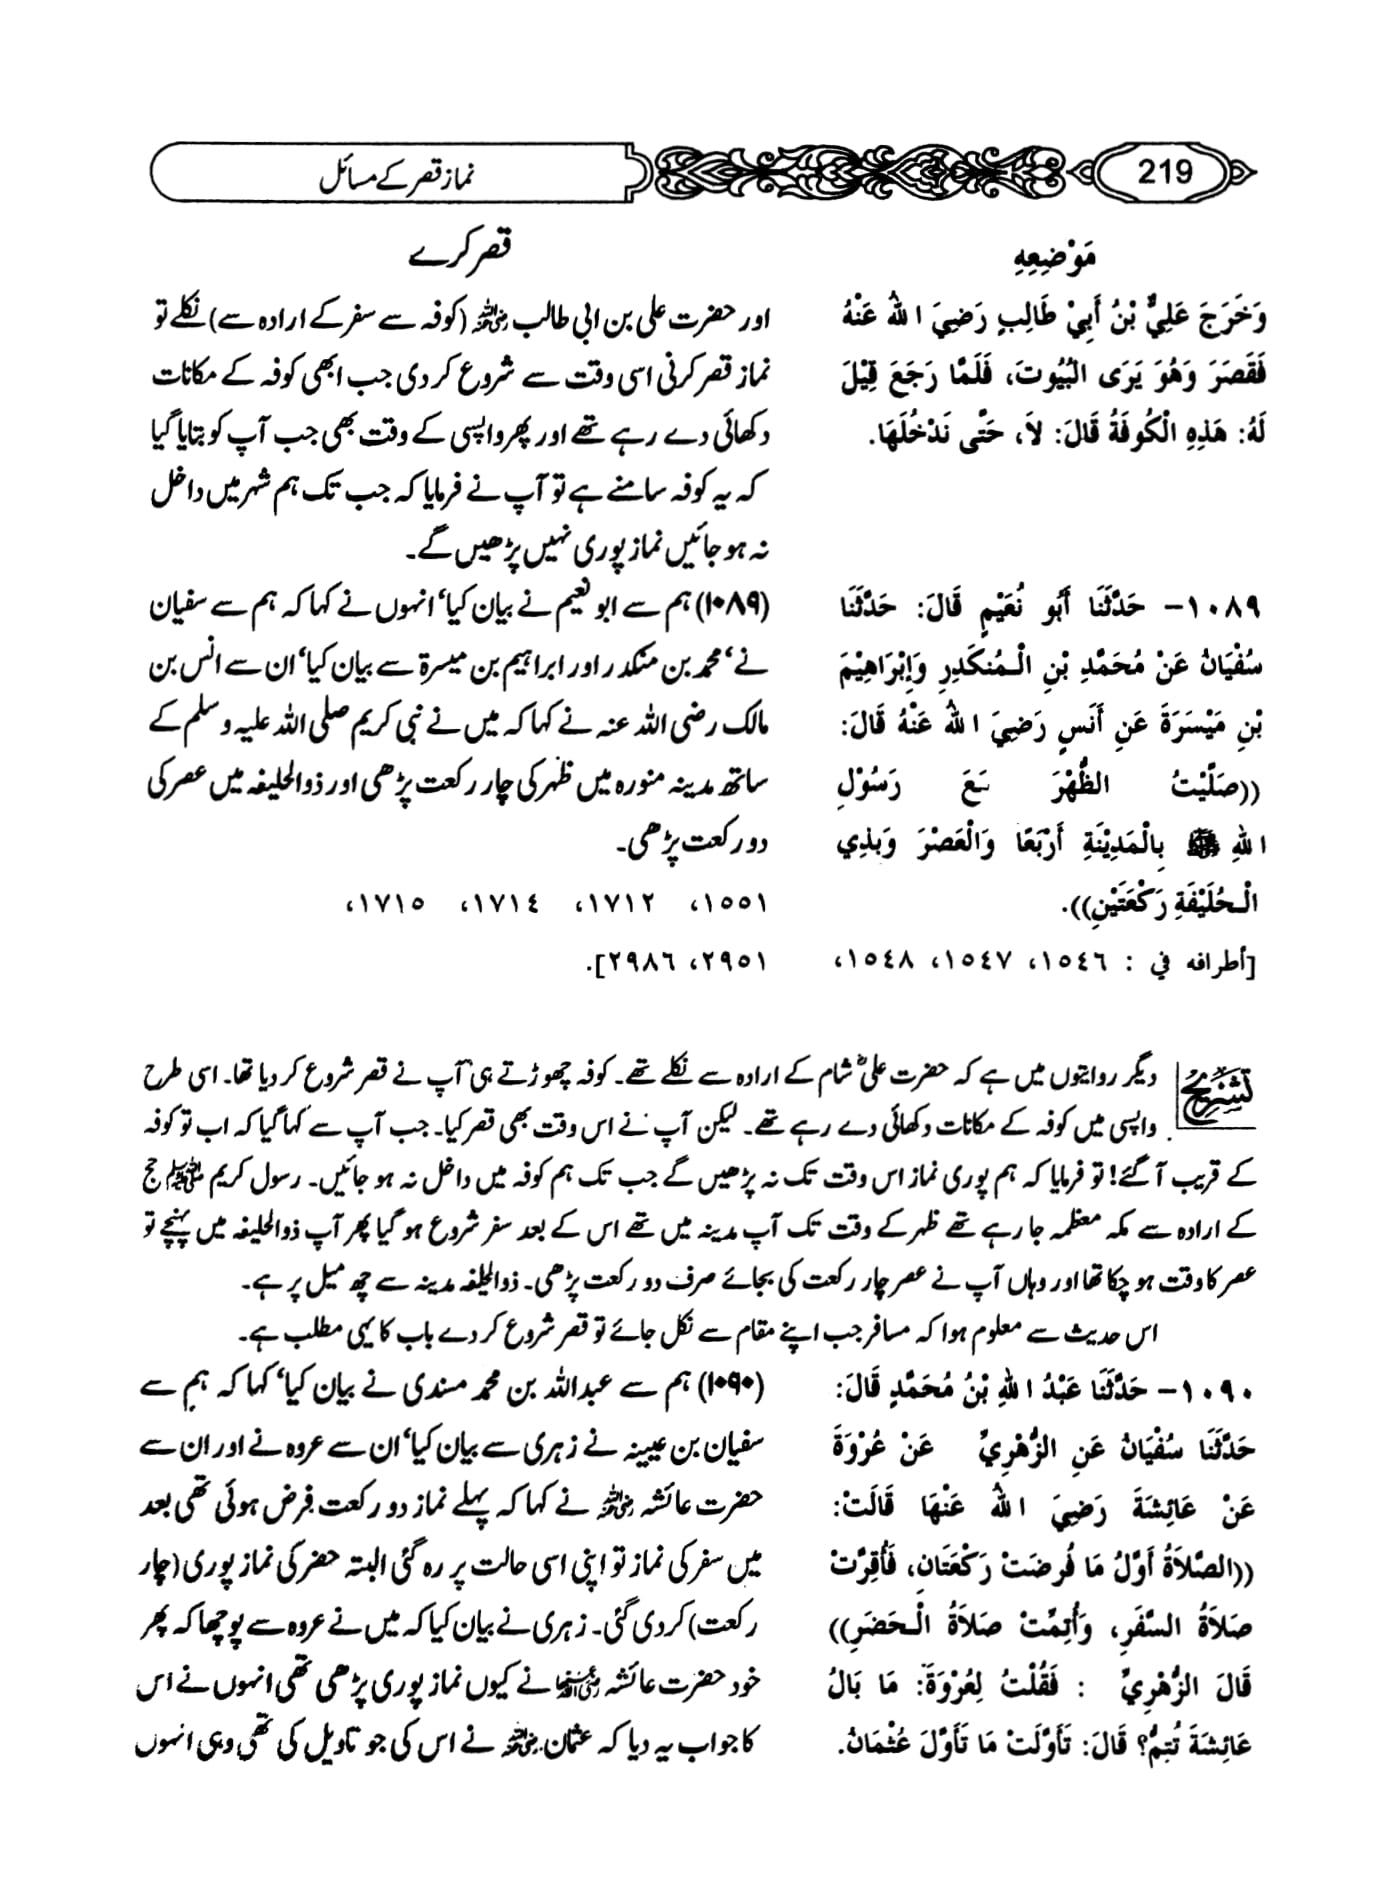 219
نماز قصر کے مسائل
مَوْضِعِهِ
وَخَرَجَ عَلِيُّ بْنُ أَبِيْ طَالِبٍ رَضِيَ اللهُ عَنْهُ
فَقَصَرَ وَهُوَ يَرَى الْبُيُوتَ، فَلَمَّا رَجَعَ قِيْلَ
لَهُ: هَذِهِ الْكُوفَةُ قَالَ: لاَ، حَتَّى نَدْخُلَهَا.
قصر کرے
اور حضرت علی بن ابی طالب رضی اللہ (کوفہ سے سفر کے ارادہ سے) نکلے تو
نماز قصر کرنی اسی وقت سے شروع کر دی جب ابھی کوفہ کے مکانات
دکھائی دے رہے تھے اور پھر واپسی کے وقت بھی جب آپ کو بتایا گیا
کہ یہ کوفہ سامنے ہے تو آپ نے فرمایا کہ جب تک ہم شہر میں داخل
نہ ہو جائیں نماز پوری نہیں پڑھیں گے۔
١٠٨٩- حَدَّثَنَا أَبُو نُعَيْمٍ قَالَ: حَدَّثَنَا
سُفْيَانُ عَنْ مُحَمَّدِ بْنِ الْمُنكَدِرِ وَإِبْرَاهِيْمَ
بْنِ مَيْسَرَةَ عَنِ أَنَسٍ رَضِيَ اللهُ عَنْهُ قَالَ:
((صَلَّيْتُ الظُّهْرَ مَعَ رَسُوْلِ
اللهِ ﷺ بِالْمَدِيْنَةِ أَرْبَعًا وَالْعَصْرَ وَبِذِي
الْحُلَيْفَةِ رَكْعَتَيْنِ)).
[أطرافه في : ١٥٤٦، ١٥٤٧، ١٥٤٨،
(۱۰۸۹) ہم سے ابو نعیم نے بیان کیا، انہوں نے کہا کہ ہم سے سفیان
نے، محمد بن منکدر اور ابراہیم بن میسرۃ سے بیان کیا، ان سے انس بن
مالک رضی اللہ عنہ نے کہا کہ میں نے نبی کریم صلی اللہ علیہ وسلم کے
ساتھ مدینہ منورہ میں ظہر کی چار رکعت پڑھی اور ذوالحلیفہ میں عصر کی
دو رکعت پڑھی۔
١٥٥١، ١٧١٢، ١٧١٤، ١٧١٥،
٢٩٥١، ٢٩٨٦].
تشریح
دیگر روایتوں میں ہے کہ حضرت علیؓ شام کے ارادہ سے نکلے تھے۔ کوفہ چھوڑتے ہی آپ نے قصر شروع کر دیا تھا۔ اسی طرح
واپسی میں کوفہ کے مکانات دکھائی دے رہے تھے۔ لیکن آپ نے اس وقت بھی قصر کیا۔ جب آپ سے کہا گیا کہ اب تو کوفہ
کے قریب آ گئے! تو فرمایا کہ ہم پوری نماز اس وقت تک نہ پڑھیں گے جب تک ہم کوفہ میں داخل نہ ہو جائیں۔ رسول کریم ﷺ حج
کے ارادہ سے مکہ معظمہ جا رہے تھے ظہر کے وقت تک آپ مدینہ میں تھے اس کے بعد سفر شروع ہو گیا پھر آپ ذوالحلیفہ میں پہنچے تو
عصر کا وقت ہو چکا تھا اور وہاں آپ نے عصر چار رکعت کی بجائے صرف دو رکعت پڑھی۔ ذوالحلیفہ مدینہ سے چھ میل پر ہے۔
اس حدیث سے معلوم ہوا کہ مسافر جب اپنے مقام سے نکل جائے تو قصر شروع کر دے باب کا یہی مطلب ہے۔
١٠٩٠- حَدَّثَنَا عَبْدُ اللهِ بْنُ مُحَمَّدٍ قَالَ:
حَدَّثَنَا سُفْيَانُ عَنِ الزُّهْرِيِّ عَنْ عُرْوَةَ
عَنْ عَائِشَةَ رَضِيَ اللهُ عَنْهَا قَالَتْ:
((الصَّلاَةُ أَوَّلُ مَا فُرِضَتْ رَكْعَتَانِ، فَأُقِرَّتْ
صَلاَةُ السَّفَرِ، وَأُتِمَّتْ صَلاَةُ الْحَضَرِ))
قَالَ الزُّهْرِيِّ : فَقُلْتُ لِعُرْوَةَ: مَا بَالُ
عَائِشَةَ تُتِمُّ؟ قَالَ: تَأَوَّلَتْ مَا تَأَوَّلَ عُثْمَانُ.
(۱۰۹۰) ہم سے عبداللہ بن محمد مسندی نے بیان کیا، کہا کہ ہم سے
سفیان بن عیینہ نے زہری سے بیان کیا، ان سے عروہ نے اور ان سے
حضرت عائشہ رضی اللہ نے کہا کہ پہلے نماز دو رکعت فرض ہوئی تھی بعد
میں سفر کی نماز تو اپنی اسی حالت پر رہ گئی البتہ حضر کی نماز پوری (چار
رکعت) کر دی گئی۔ زہری نے بیان کیا کہ میں نے عروہ سے پوچھا کہ پھر
خود حضرت عائشہ رضی اللہ عنہا نے کیوں نماز پوری پڑھی تھی انہوں نے اس
کا جواب یہ دیا کہ عثمان رضی اللہ نے اس کی جو تاویل کی تھی وہی انہوں